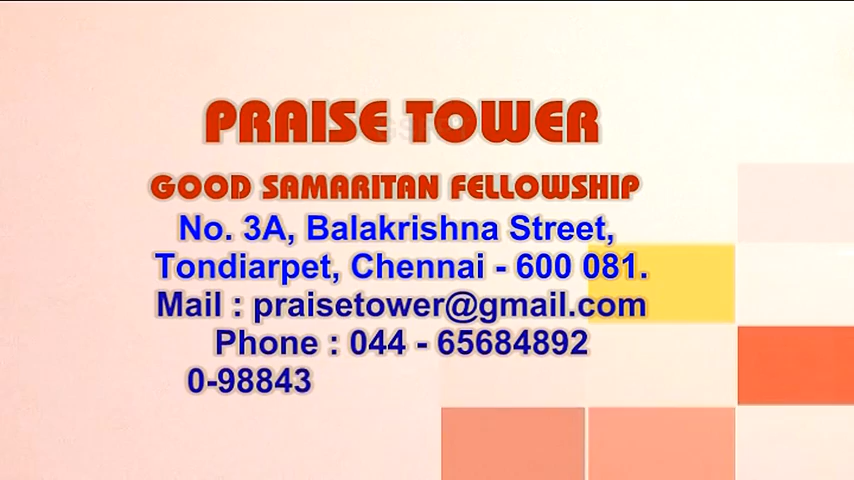 PRAISE TOWER
GOOD SAMARITAN FELLOWSHIP
No. 3A, Balakrishna Street,
Tondiarpet, Chennai - 600 081.
Mail : praisetower@gmail.com
Phone : 044 - 65684892
0-98843